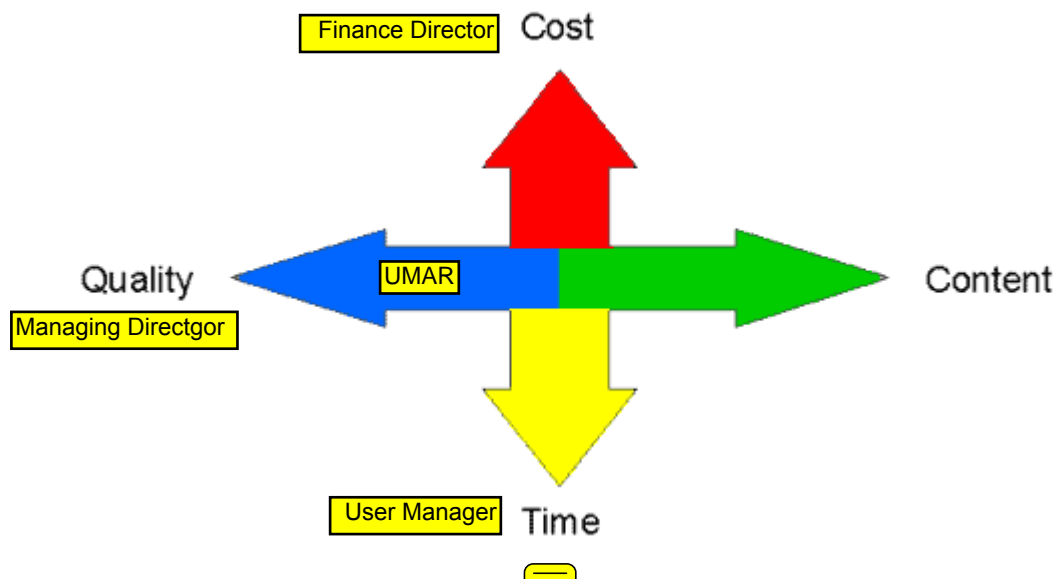 Finance Director
Cost
Quality
UMAR
Content
Managing Directgor
User Manager
Time